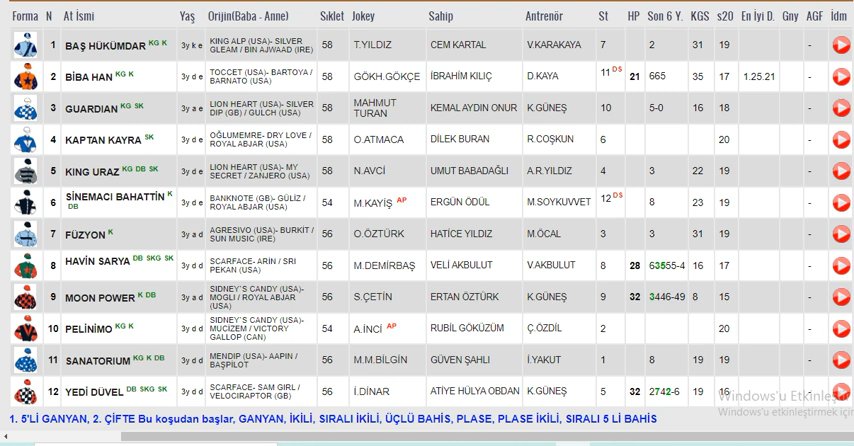 Forma N At İsmi Yaş Orijin(Baba - Anne) Sıklet Jokey Sahip Antrenör St HP Son 6 Y. KGS s20 En İyi D. Gny AGF İdm
1 BAŞ HÜKÜMDAR KG K 3y k e KING ALP (USA)- SILVER GLEAM / BIN AJWAAD (IRE) 58 T.YILDIZ CEM KARTAL V.KARAKAYA 7 2 31 19 -
2 BİBA HAN KG K 3y d e TOCCET (USA)- BARTOYA / BARNATO (USA) 58 GÖKH.GÖKÇE İBRAHİM KILIÇ D.KAYA 11 DS 21 665 35 17 1.25.21 -
3 GUARDIAN KG SK 3y a e LION HEART (USA)- SILVER DIP (GB) / GULCH (USA) 58 MAHMUT TURAN KEMAL AYDIN ONUR K.GÜNEŞ 10 5-0 16 18 -
4 KAPTAN KAYRA SK 3y d e OĞLUMEMRE- DRY LOVE / ROYAL ABJAR (USA) 58 O.ATMACA DİLEK BURAN R.COŞKUN 6 20 -
5 KING URAZ KG DB SK 3y d e LION HEART (USA)- MY SECRET / ZANJERO (USA) 58 N.AVCİ UMUT BABADAĞLI A.R.YILDIZ 4 3 22 19 -
6 SİNEMACI BAHATTİN K DB 3y d e BANKNOTE (GB)- GÜLİZ / ROYAL ABJAR (USA) 54 M.KAYİŞ AP ERGÜN ÖDÜL M.SOYKUVVET 12 DS 8 23 19 -
7 FÜZYON K 3y a d AGRESIVO (USA)- BURKİT / SUN MUSIC (IRE) 56 O.ÖZTÜRK HATİCE YILDIZ M.ÖCAL 3 3 31 19 -
8 HAVİN SARYA DB SKG SK 3y d d SCARFACE- ARİN / SRI PEKAN (USA) 56 M.DEMİRBAŞ VELİ AKBULUT V.AKBULUT 8 28 63555-4 16 17 -
9 MOON POWER K DB 3y a d SIDNEY`S CANDY (USA)- MOGLI / ROYAL ABJAR (USA) 56 S.ÇETİN ERTAN ÖZTÜRK K.GÜNEŞ 9 32 3446-49 8 15 -
10 PELİNİMO KG K 3y d d SIDNEY`S CANDY (USA)- MUCİZEM / VICTORY GALLOP (CAN) 54 A.İNCİ AP RUBİL GÖKÜZÜM Ç.ÖZDİL 2 20 -
11 SANATORIUM KG K DB 3y d d MENDIP (USA)- AAPIN / BAŞPİLOT 56 M.M.BİLGİN GÜVEN ŞAHLI İ.YAKUT 1 8 19 19 -
12 YEDİ DÜVEL DB SKG SK 3y d d SCARFACE- SAM GIRL / VELOCIRAPTOR (GB) 56 İ.DİNAR ATİYE HÜLYA OBDAN K.GÜNEŞ 5 32 2742-6 19 16
Windows'u Etkinleştir
Windows'u etkinleştirmek için
1. 5'Lİ GANYAN, 2. ÇİFTE Bu koşudan başlar, GANYAN, İKİLİ, SIRALI İKİLİ, ÜÇLÜ BAHİS, PLASE, PLASE İKİLİ, SIRALI 5 Lİ BAHİS